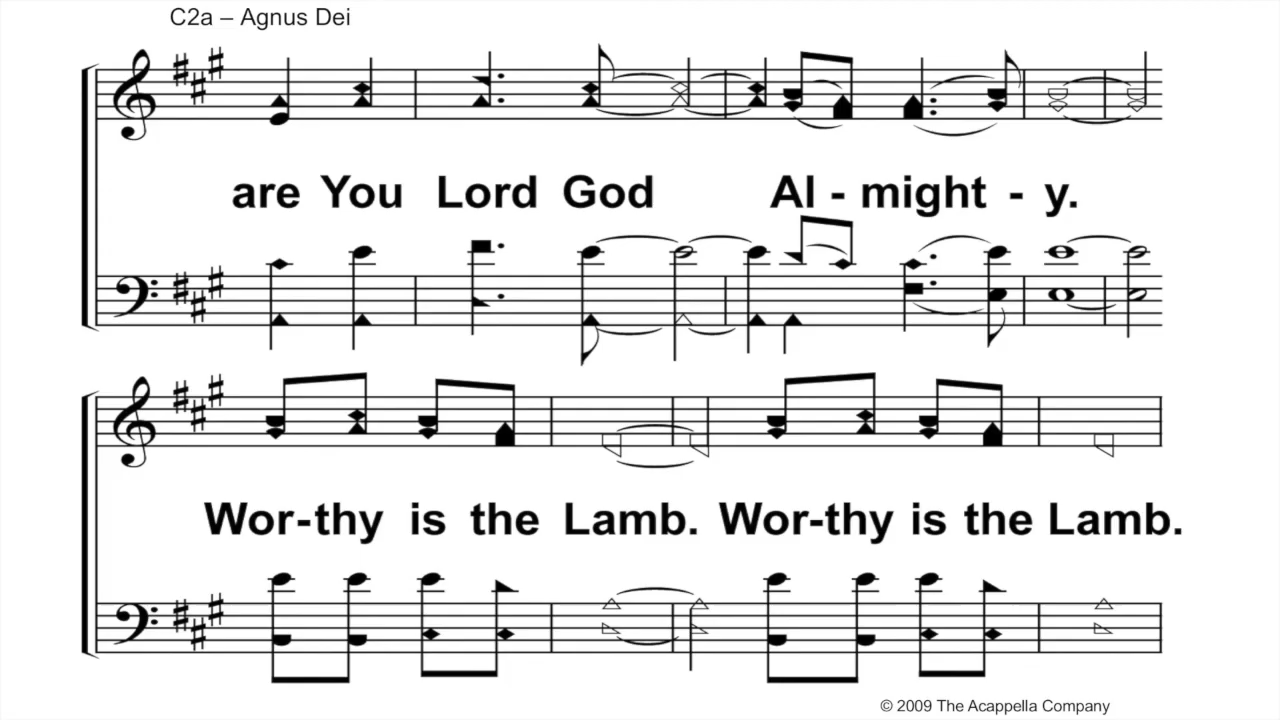 C2a – Agnus Dei
are You Lord God Al - might - y.
Wor-thy is the Lamb. Wor-thy is the Lamb.
© 2009 The Acappella Company